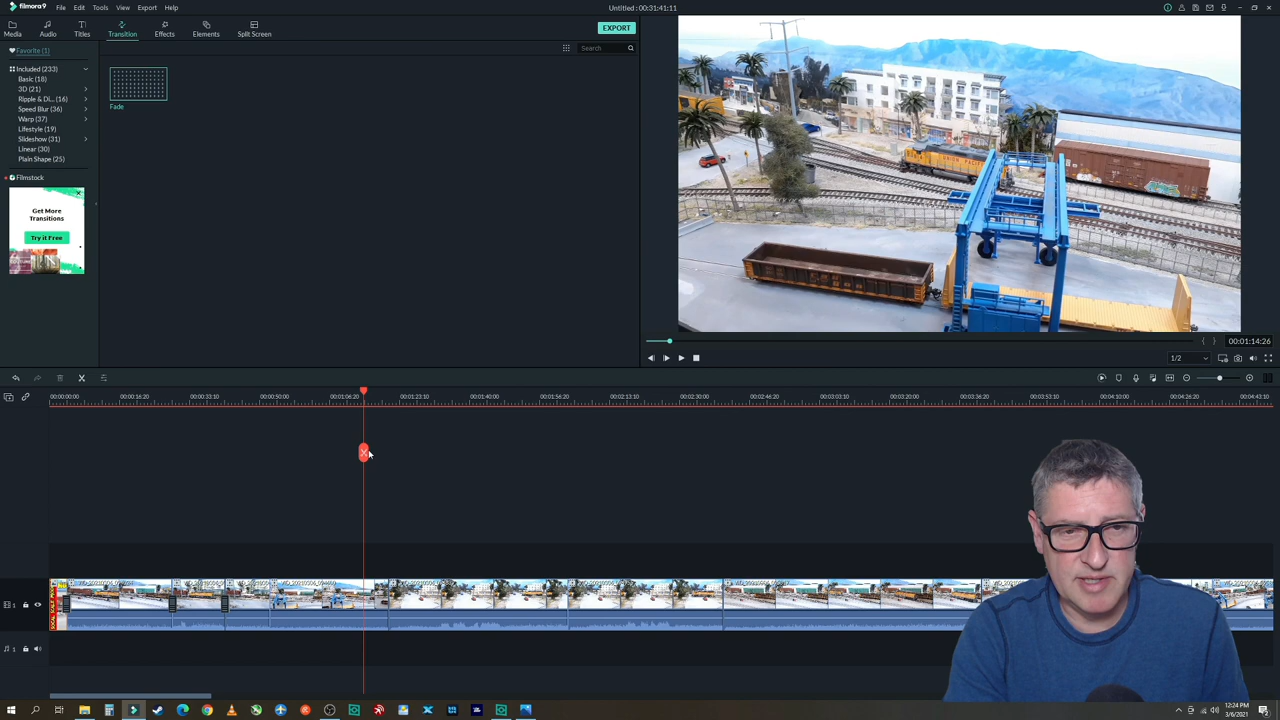 filmora9 File Edit Tools View Export Help
Untitled : 00:31:41:11
Media Audio Titles Transition Effects Elements Split Screen
EXPORT
Favorite (1)
Search
Included (233)
Basic (18)
3D (21)
Ripple & Di... (16)
Speed Blur (36)
Warp (37)
Lifestyle (19)
Slideshow (31)
Linear (30)
Plain Shape (25)
Filmstock
Fade
Get More
Transitions
Try it Free
UNION PACIFIC
1/2
00:01:14:26
00:00:00:00 00:00:16:20 00:00:33:10 00:00:50:00 00:01:06:20 00:01:23:10 00:01:40:00 00:01:56:20 00:02:13:10 00:02:30:00 00:02:46:20 00:03:03:10 00:03:20:00 00:03:36:20 00:03:53:10 00:04:10:00 00:04:26:20 00:04:43:10
1
1
12:24 PM
3/6/2021